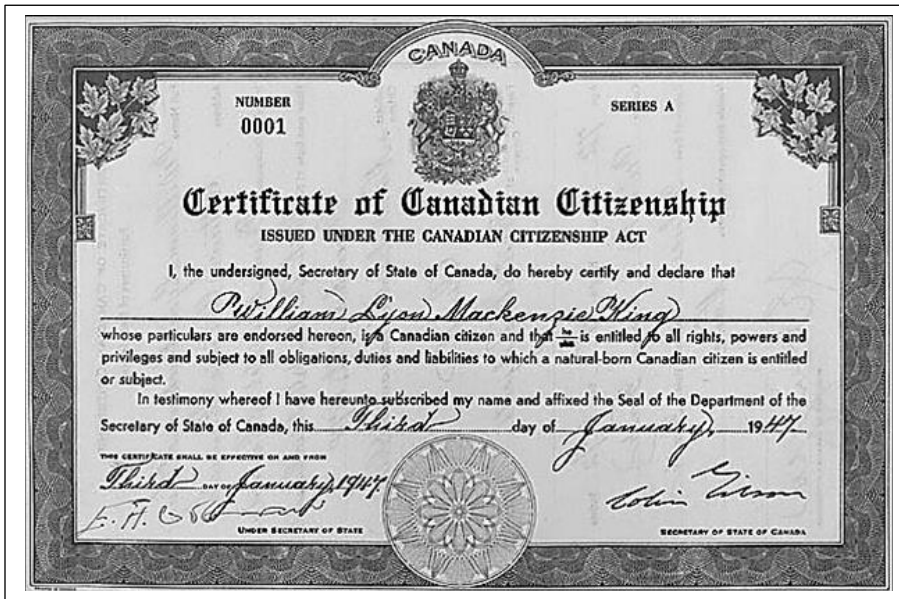 CANADA
NUMBER
0001
SERIES A
Certificate of Canadian Citizenship
ISSUED UNDER THE CANADIAN CITIZENSHIP ACT
I, the undersigned, Secretary of State of Canada, do hereby certify and declare that
William Lyon Mackenzie King
whose particulars are endorsed hereon, is a Canadian citizen and that he is entitled to all rights, powers and
privileges and subject to all obligations, duties and liabilities to which a natural-born Canadian citizen is entitled
or subject.
In testimony whereof I have hereunto subscribed my name and affixed the Seal of the Department of the
Secretary of State of Canada, this Third day of January, 1947.
THIS CERTIFICATE SHALL BE EFFECTIVE ON AND FROM
Third DAY OF January, 1947.
E. H.
Colin Gibson
UNDER SECRETARY OF STATE
SECRETARY OF STATE OF CANADA